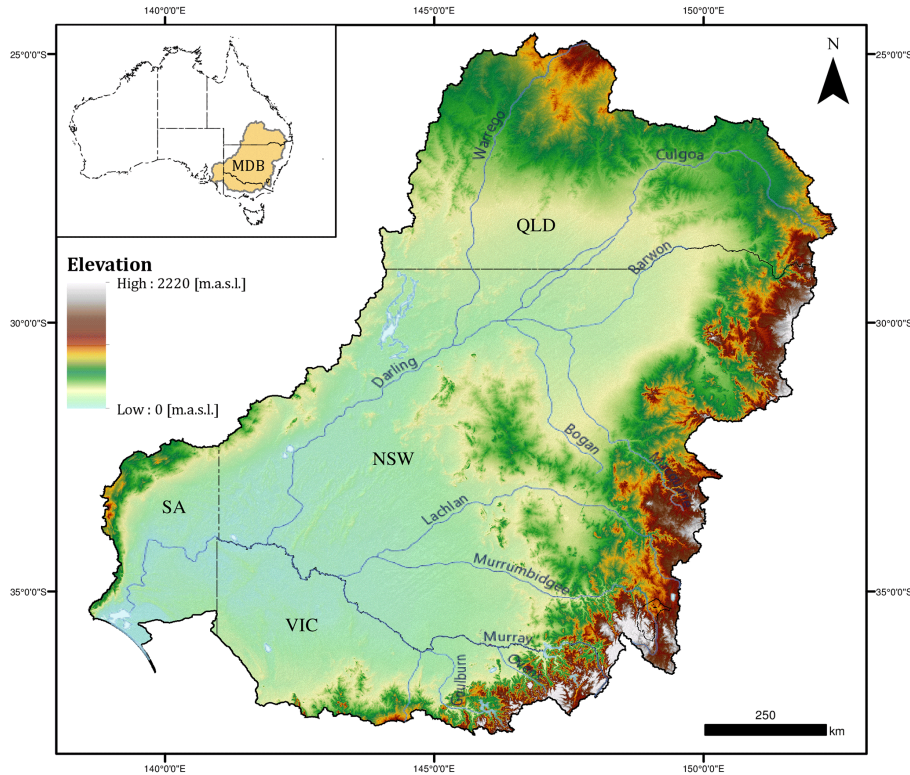 140°0'0"E
145°0'0"E
150°0'0"E
25°0'0"S
25°0'0"S
N
MDB
Warrego
Culgoa
QLD
Barwon
Elevation
High : 2220 [m.a.s.l.]
30°0'0"S
30°0'0"S
Darling
Low : 0 [m.a.s.l.]
Bogan
NSW
SA
Lachlan
Murrumbidgee
35°0'0"S
35°0'0"S
VIC
Murray
Goulburn
250
km
140°0'0"E
145°0'0"E
150°0'0"E